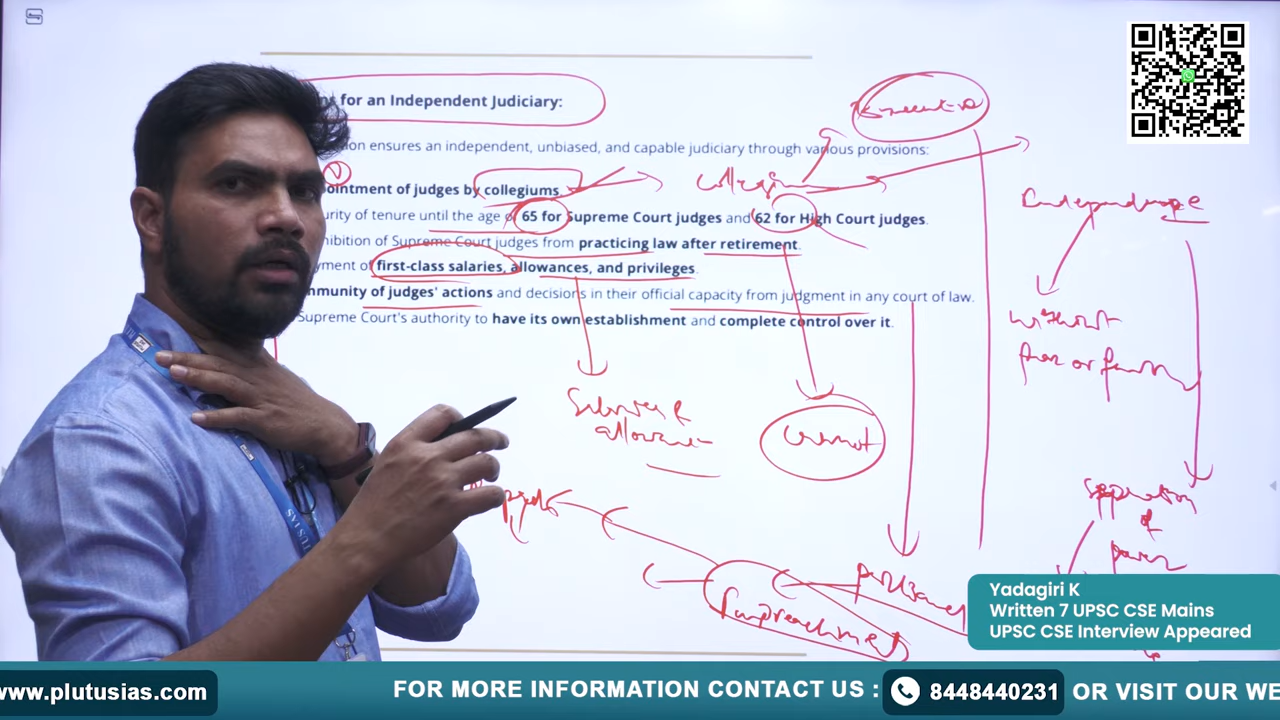 for an Independent Judiciary:
ion ensures an independent, unbiased, and capable judiciary through various provisions:
ointment of judges by collegiums
urity of tenure until the age of 65 for Supreme Court judges and 62 for High Court judges.
hibition of Supreme Court judges from practicing law after retirement.
yment of first-class salaries, allowances, and privileges.
mmunity of judges' actions and decisions in their official capacity from judgment in any court of law.
Supreme Court's authority to have its own establishment and complete control over it.
collegium
Independence
without
fear or favour
Salaries &
cannot
of
power
Impeachment
Yadagiri K
Written 7 UPSC CSE Mains
UPSC CSE Interview Appeared
www.plutusias.com
FOR MORE INFORMATION CONTACT US :
8448440231
OR VISIT OUR WE